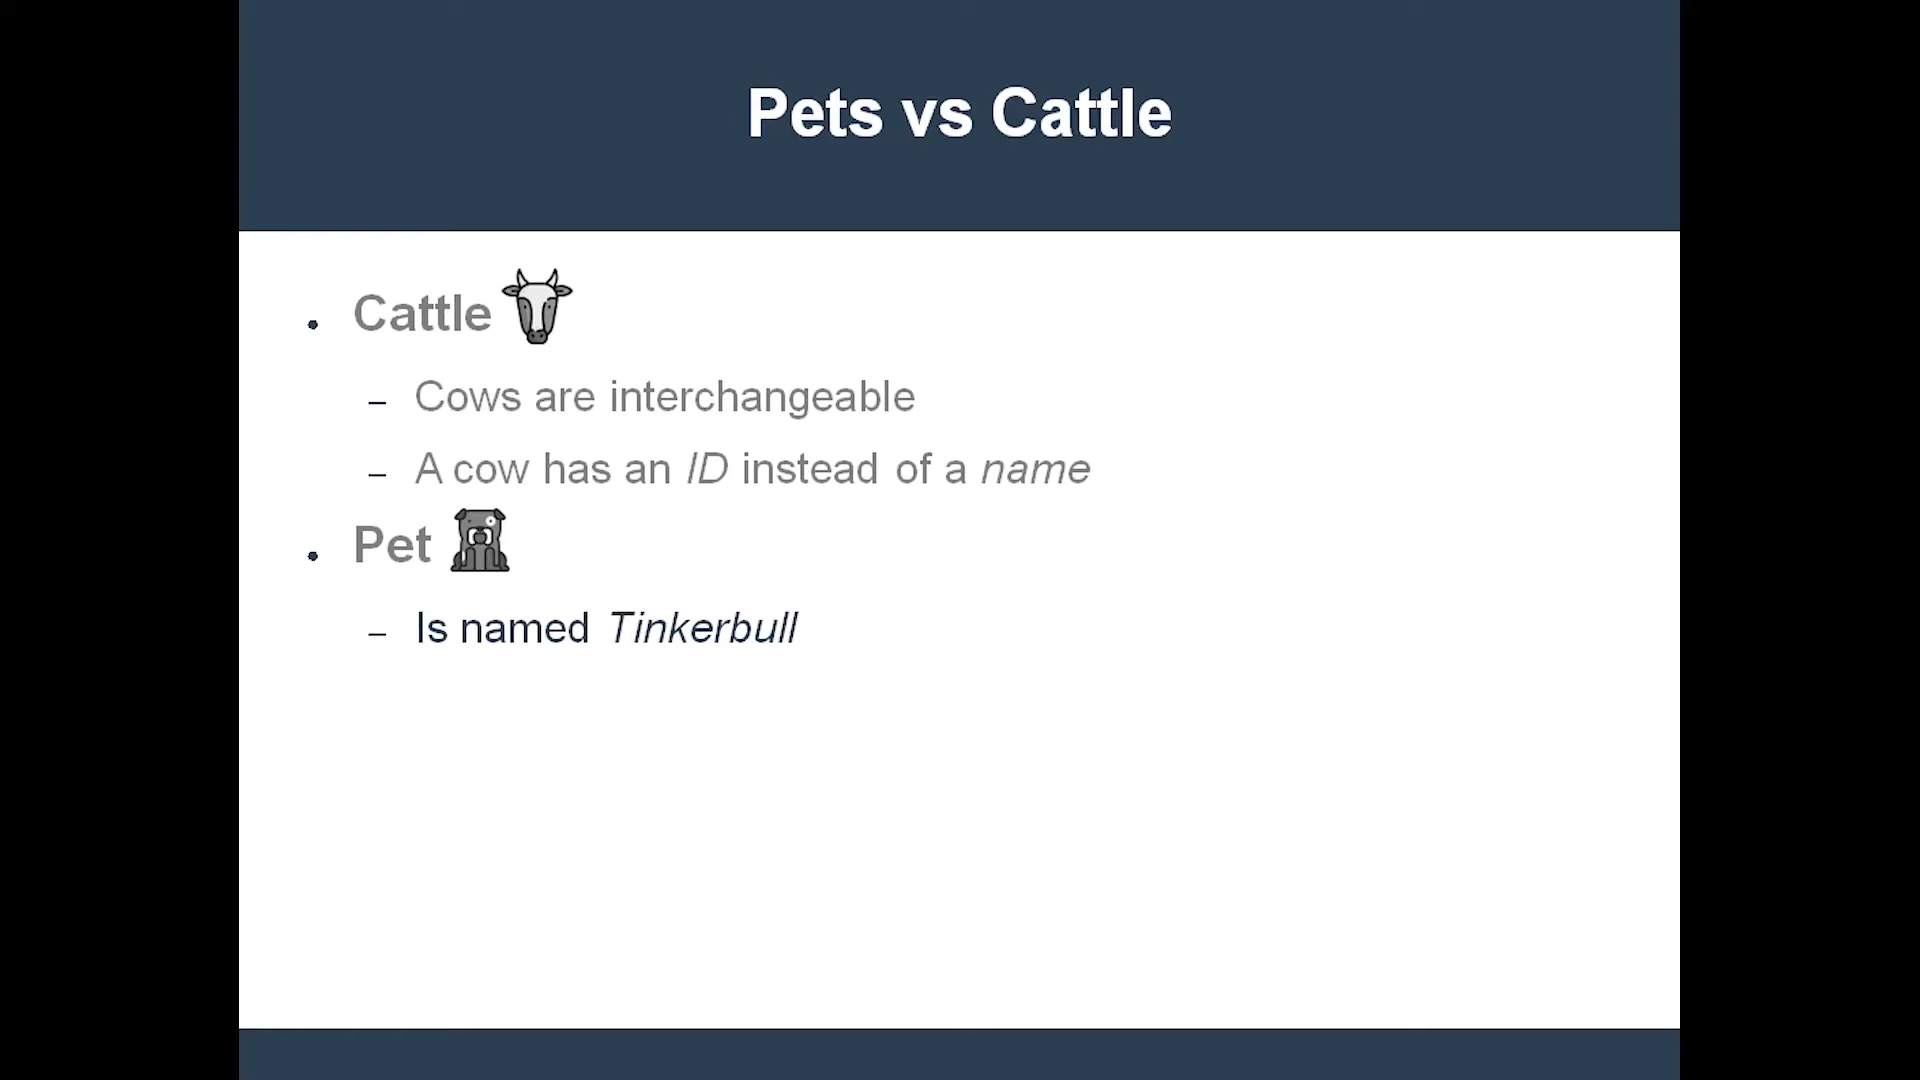 Pets vs Cattle
• Cattle
– Cows are interchangeable
– A cow has an ID instead of a name
• Pet
– Is named Tinkerbull